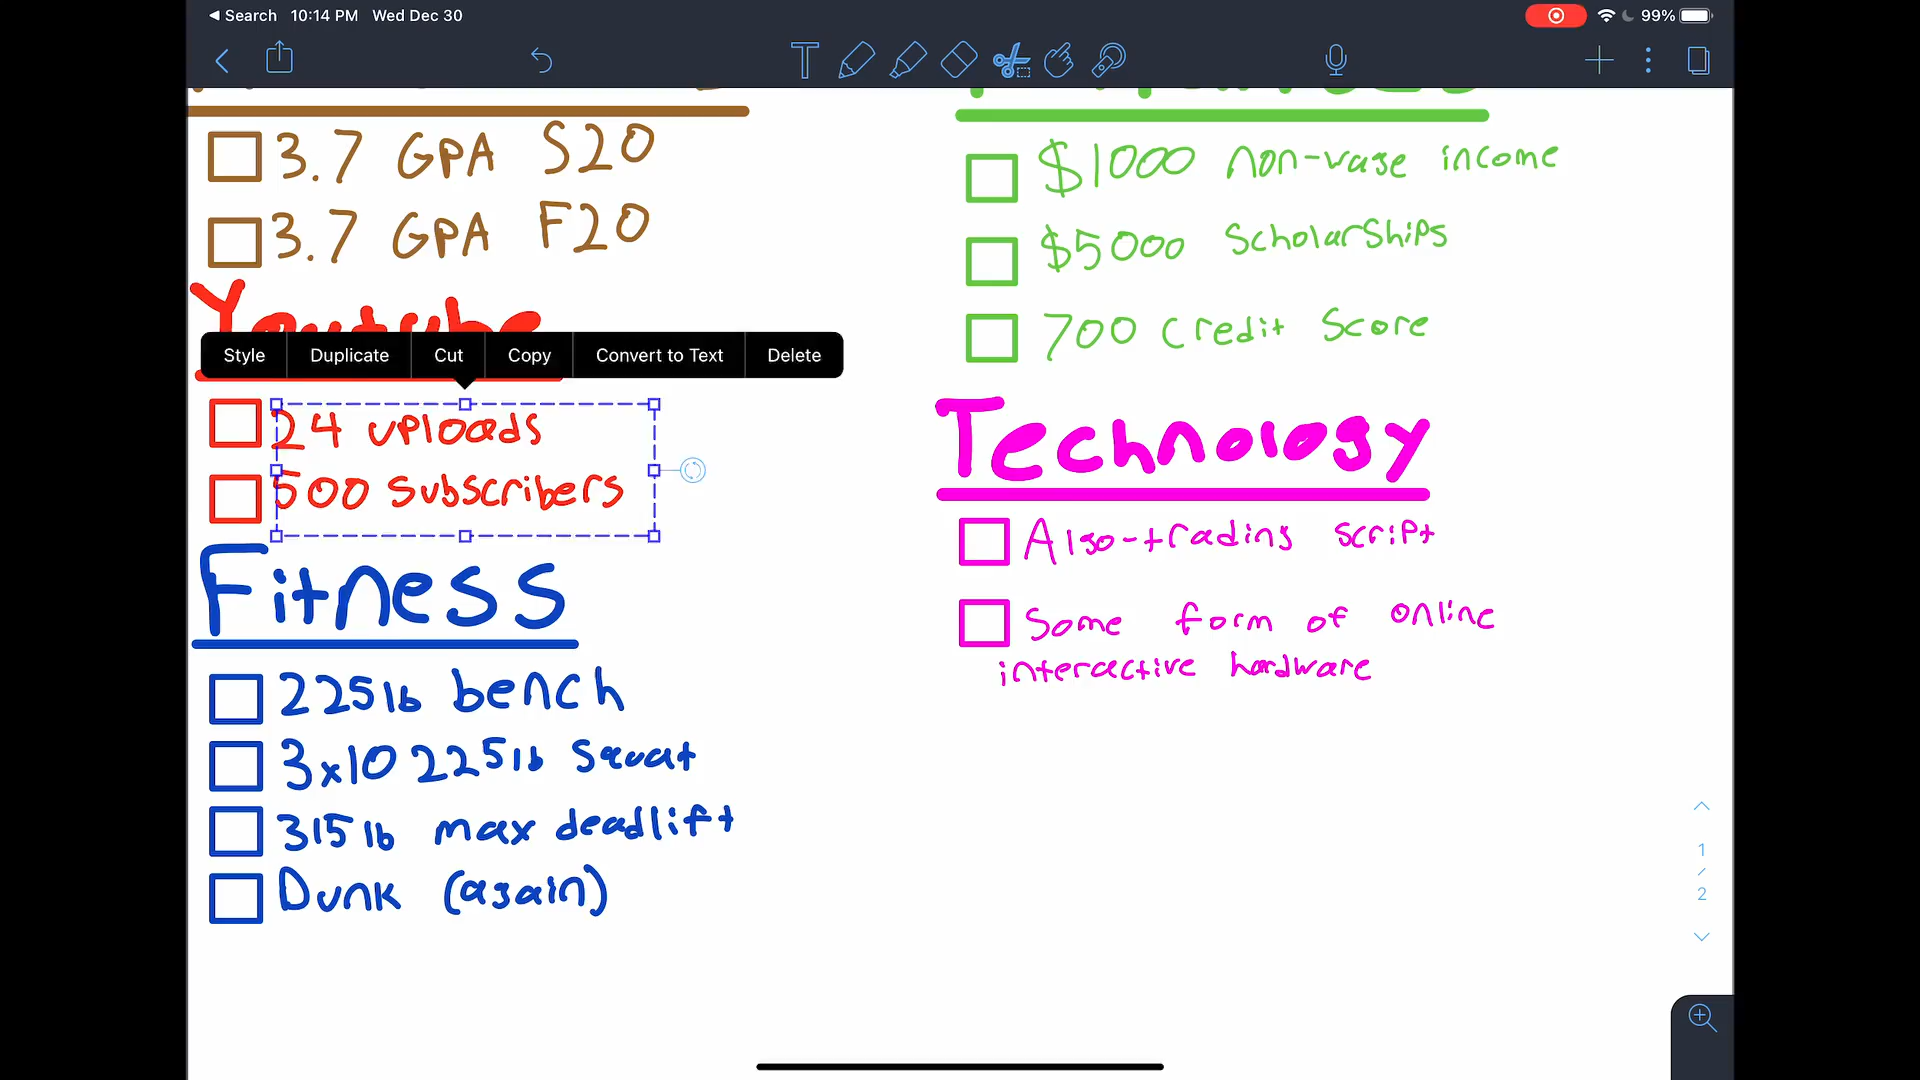 Search 10:14 PM Wed Dec 30
99%
3.7 GPA S20
3.7 GPA F20
Youtube
Style Duplicate Cut Copy Convert to Text Delete
24 uploads
500 Subscribers
Fitness
225lb bench
3x10 225lb Squat
315lb max deadlift
Dunk (again)
$1000 non-wage income
$5000 Scholarships
700 Credit Score
Technology
Algo-trading script
Some form of online
interactive hardware
1
/
2